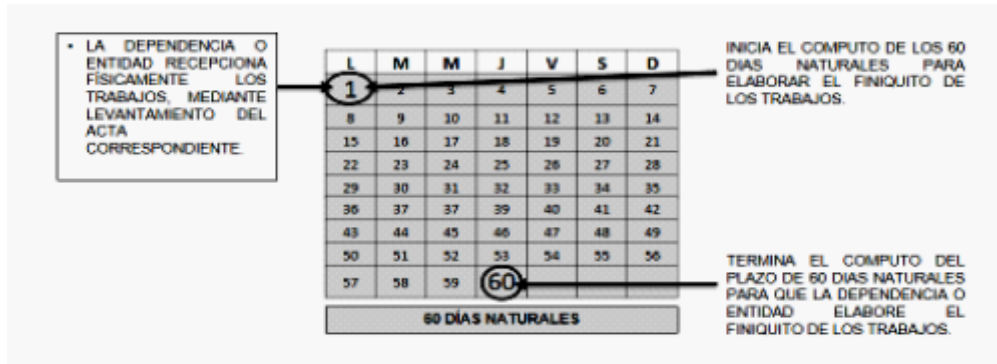 • LA DEPENDENCIA O
ENTIDAD RECEPCIONA
FÍSICAMENTE LOS
TRABAJOS, MEDIANTE
LEVANTAMIENTO DEL
ACTA
CORRESPONDIENTE.
L M M J V S D
1 2 3 4 5 6 7
8 9 10 11 12 13 14
15 16 17 18 19 20 21
22 23 24 25 26 27 28
29 30 31 32 33 34 35
36 37 37 39 40 41 42
43 44 45 46 47 48 49
50 51 52 53 54 55 56
57 58 59 60
60 DÍAS NATURALES
INICIA EL COMPUTO DE LOS 60
DIAS NATURALES PARA
ELABORAR EL FINIQUITO DE
LOS TRABAJOS.
TERMINA EL COMPUTO DEL
PLAZO DE 60 DIAS NATURALES
PARA QUE LA DEPENDENCIA O
ENTIDAD ELABORE EL
FINIQUITO DE LOS TRABAJOS.